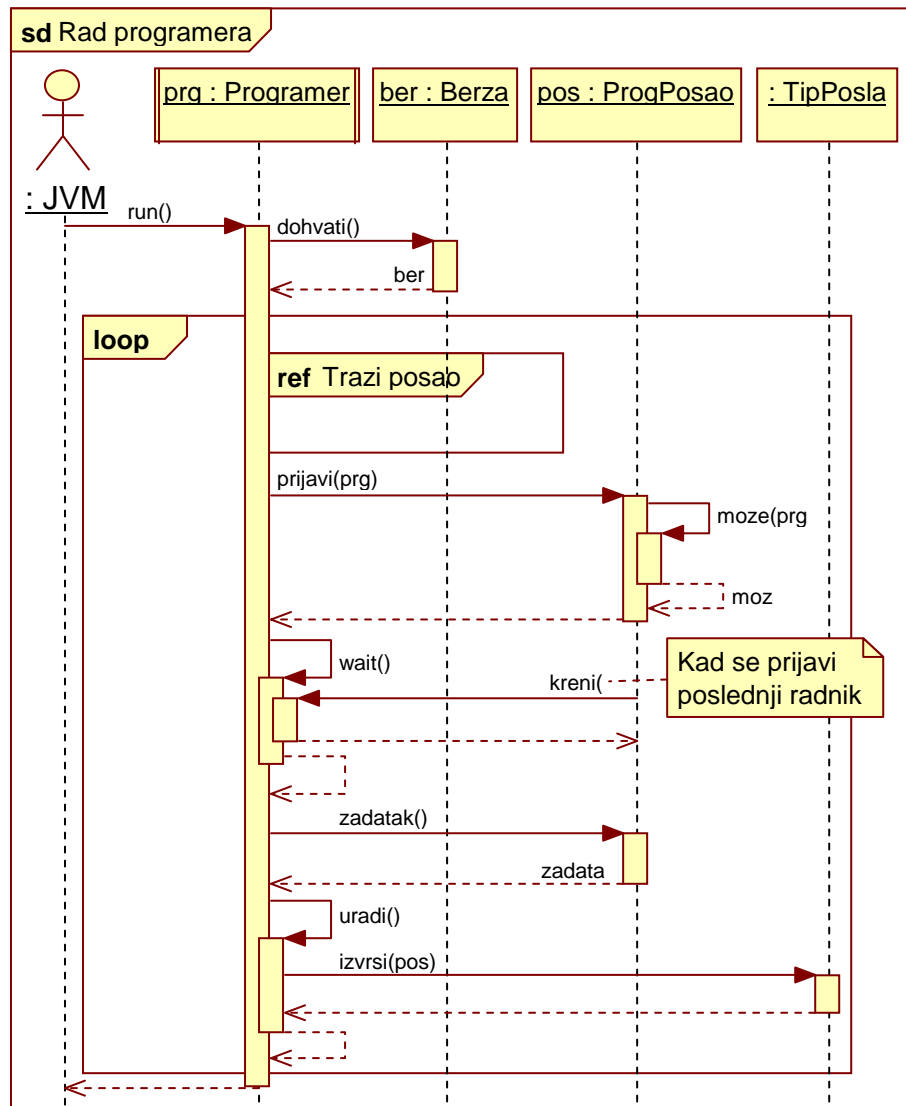 sd Rad programera
: JVM
prg : Programer
ber : Berza
pos : ProgPosao
: TipPosla
run()
dohvati()
ber
loop
ref Trazi posao
prijavi(prg)
moze(prg
moz
wait()
kreni(
Kad se prijavi
poslednji radnik
zadatak()
zadata
uradi()
izvrsi(pos)